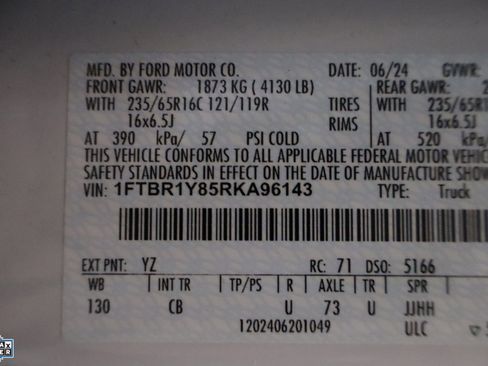 MFD. BY FORD MOTOR CO. DATE: 06/24 GVWR:
FRONT GAWR: 1873 KG ( 4130 LB) REAR GAWR: 2
WITH 235/65R16C 121/119R TIRES WITH 235/65R1
16x6.5J RIMS 16x6.5J
AT 390 kPa/ 57 PSI COLD AT 520 kPa/
THIS VEHICLE CONFORMS TO ALL APPLICABLE FEDERAL MOTOR VEHIC
SAFETY STANDARDS IN EFFECT ON THE DATE OF MANUFACTURE SHOW
VIN: 1FTBR1Y85RKA96143 TYPE: Truck
EXT PNT: YZ RC: 71 DSO: 5166
WB INT TR TP/PS R AXLE TR SPR
130 CB U 73 U JJHH
1202406201049 ULC